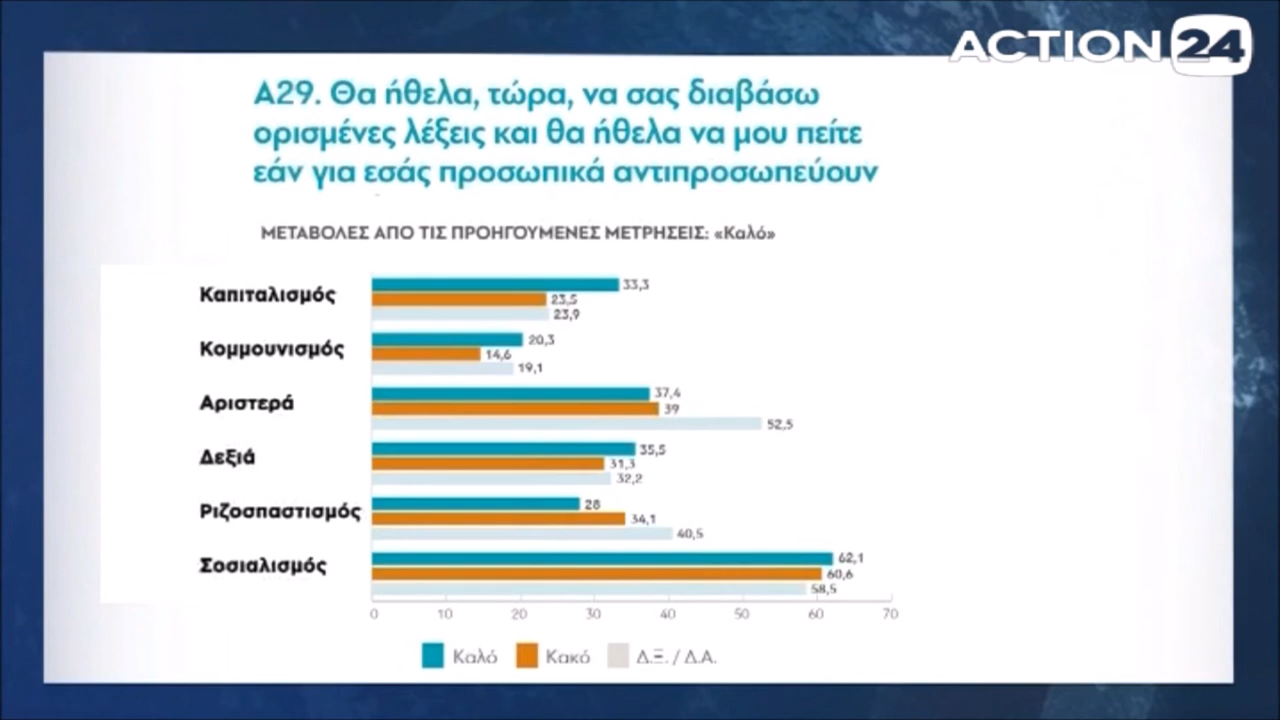 ACTION 24
Α29. Θα ήθελα, τώρα, να σας διαβάσω
ορισμένες λέξεις και θα ήθελα να μου πείτε
εάν για εσάς προσωπικά αντιπροσωπεύουν
ΜΕΤΑΒΟΛΕΣ ΑΠΟ ΤΙΣ ΠΡΟΗΓΟΥΜΕΝΕΣ ΜΕΤΡΗΣΕΙΣ: «Καλό»
Καπιταλισμός
33,3
23,5
23,9
Κομμουνισμός
20,3
14,6
19,1
Αριστερά
37,4
39
52,5
Δεξιά
35,5
31,3
32,2
Ριζοσπαστισμός
28
34,1
40,5
Σοσιαλισμός
62,1
60,6
58,5
0 10 20 30 40 50 60 70
Καλό Κακό Δ.Ξ. / Δ.Α.